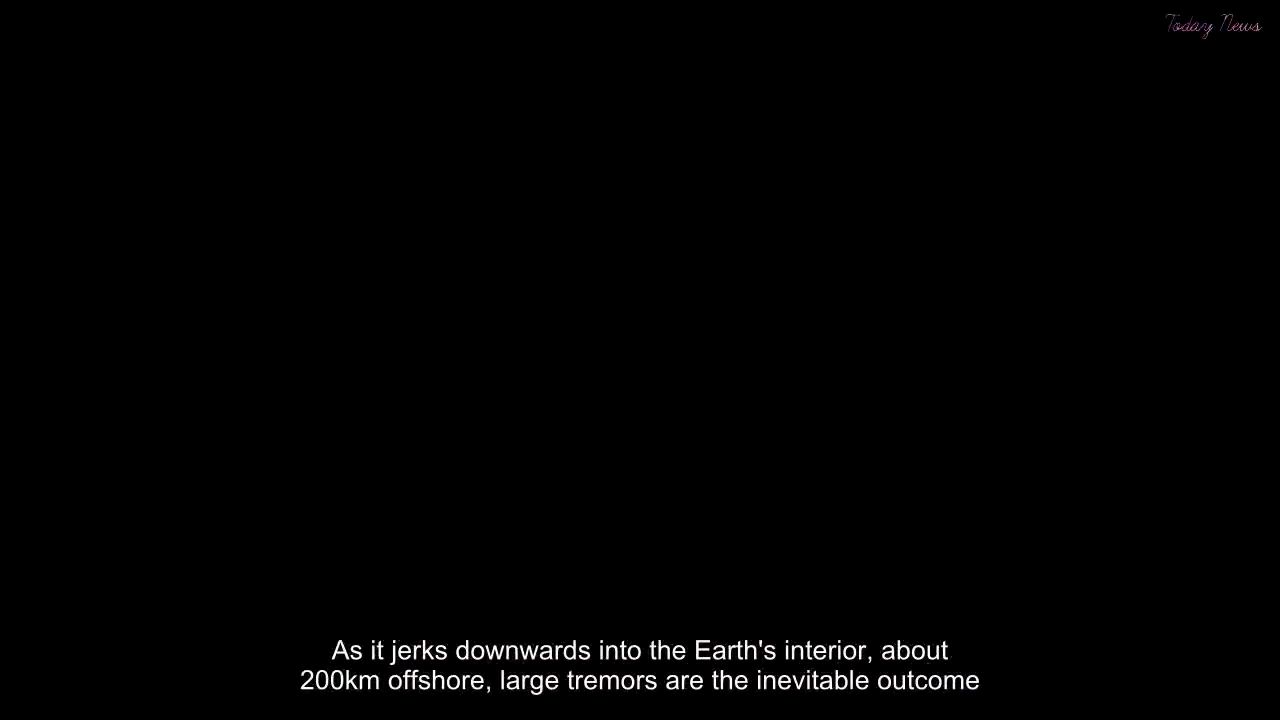 Today News
As it jerks downwards into the Earth's interior, about
200km offshore, large tremors are the inevitable outcome